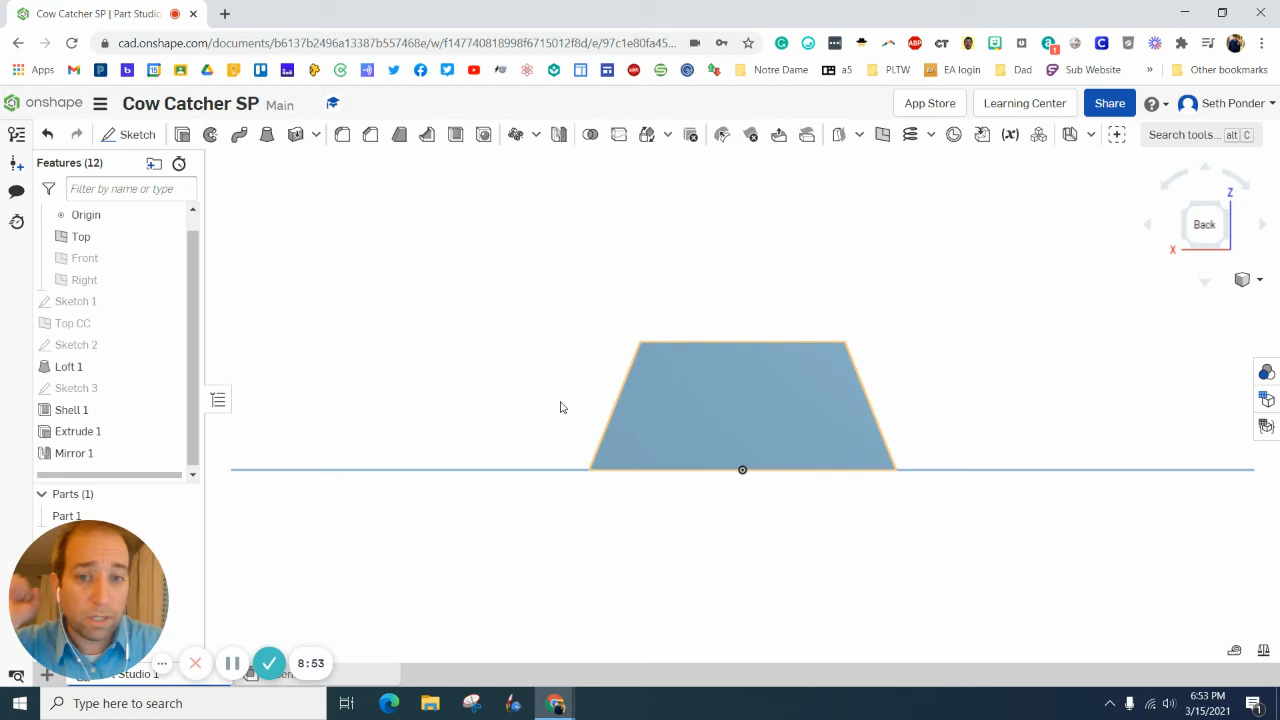 Cow Catcher SP | Part Studio 1
cad.onshape.com/documents/
Apps
Notre Dame
a5
PLTW
EA login
Dad
Sub Website
»
Other bookmarks
onshape
Cow Catcher SP Main
App Store
Learning Center
Share
Seth Ponder
Sketch
Search tools... alt C
Features (12)
Filter by name or type
Origin
Top
Front
Right
Sketch 1
Top CC
Sketch 2
Loft 1
Sketch 3
Shell 1
Extrude 1
Mirror 1
Parts (1)
Part 1
Z
Back
X
8:53
Type here to search
6:53 PM
3/15/2021